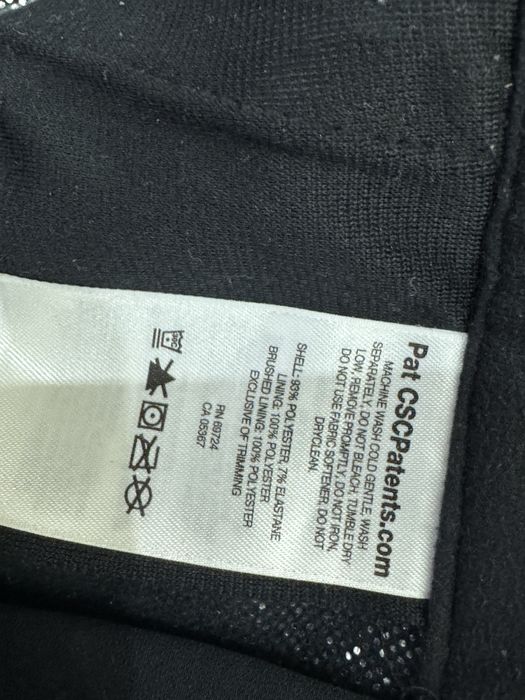 Pat CSCPatents.com
MACHINE WASH COLD GENTLE, WASH
SEPARATELY, DO NOT BLEACH, TUMBLE DRY
LOW, REMOVE PROMPTLY, DO NOT IRON,
DO NOT USE FABRIC SOFTENER, DO NOT
DRYCLEAN.
SHELL: 93% POLYESTER, 7% ELASTANE
LINING: 100% POLYESTER
BRUSHED LINING: 100% POLYESTER
EXCLUSIVE OF TRIMMING
RN 69724
CA 05367
30C